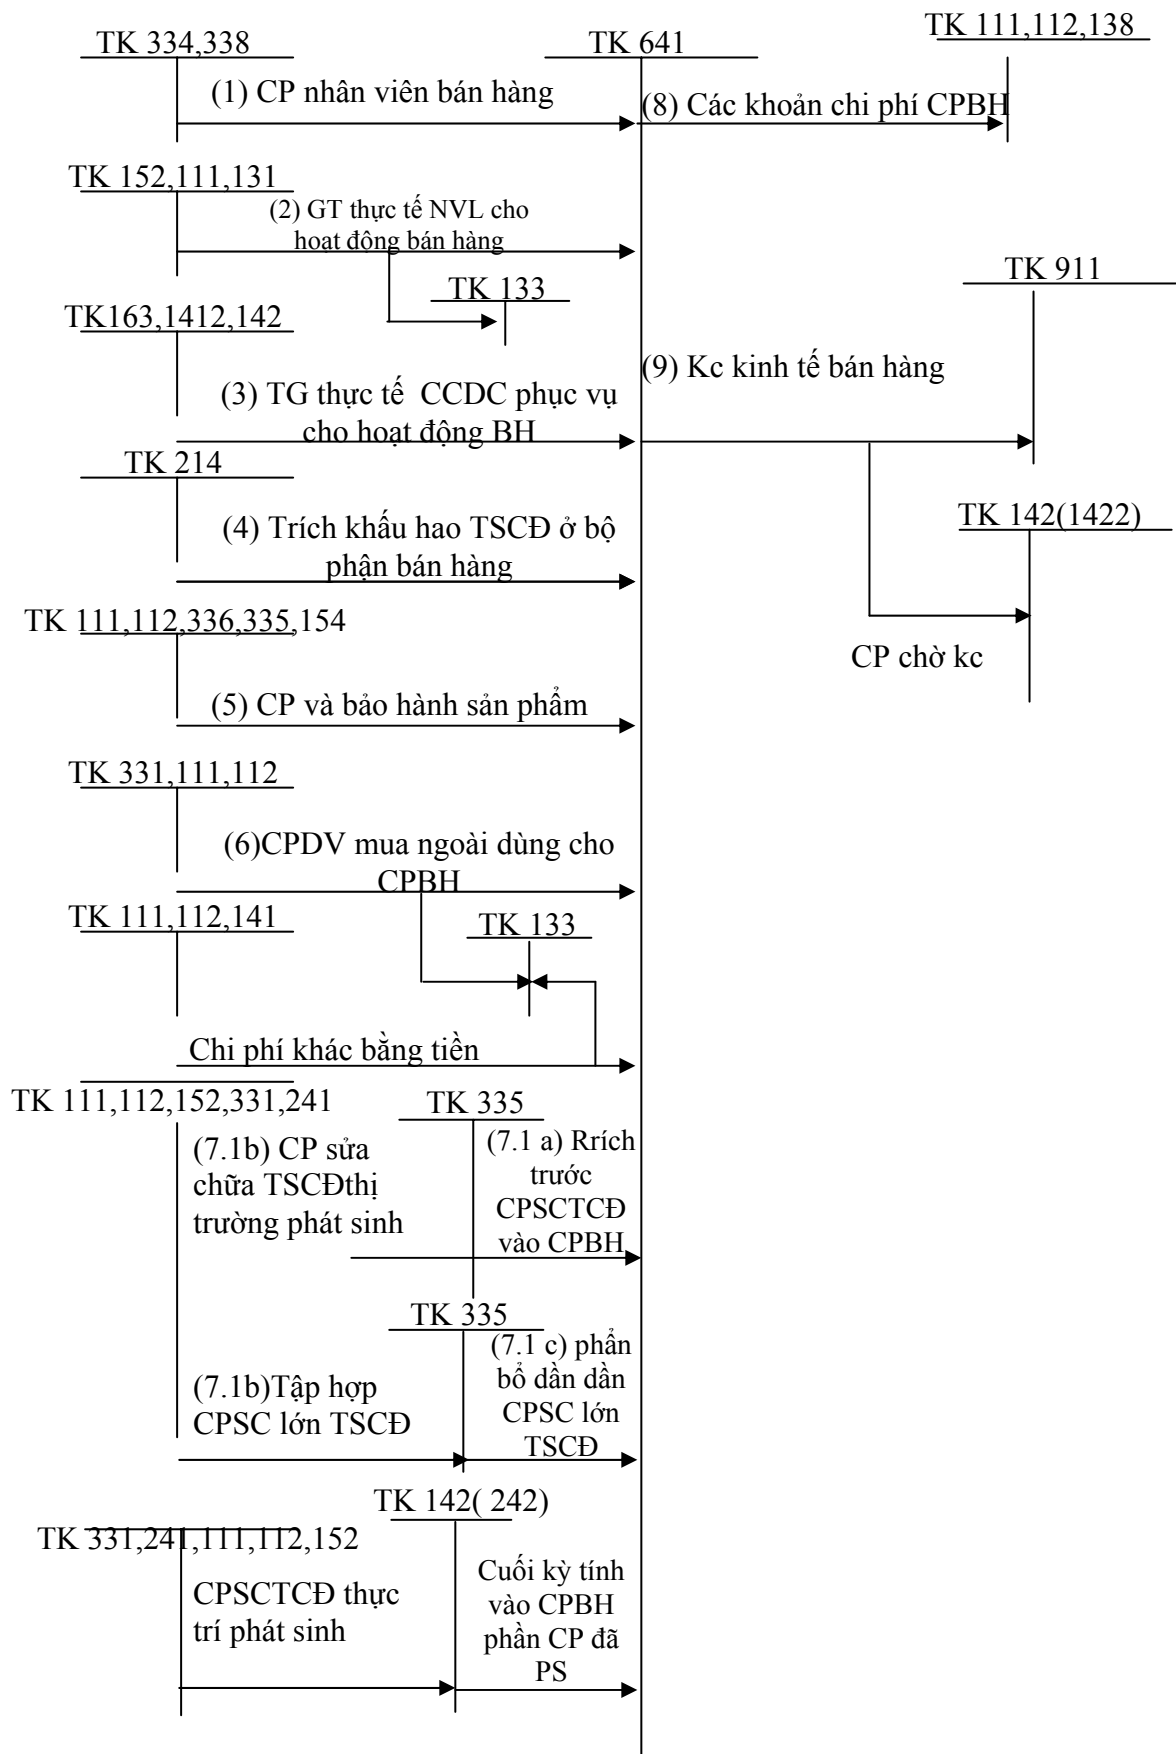 TK 334,338
TK 641
TK 111,112,138
(1) CP nhân viên bán hàng
(8) Các khoản chi phí CPBH
TK 152,111,131
(2) GT thực tế NVL cho
hoạt động bán hàng
TK 133
TK 911
TK163,1412,142
(3) TG thực tế CCDC phục vụ
cho hoạt động BH
(9) Kc kinh tế bán hàng
TK 214
(4) Trích khấu hao TSCĐ ở bộ
phận bán hàng
TK 142(1422)
CP chờ kc
TK 111,112,336,335,154
(5) CP và bảo hành sản phẩm
TK 331,111,112
(6)CPDV mua ngoài dùng cho
CPBH
TK 111,112,141
TK 133
Chi phí khác bằng tiền
TK 111,112,152,331,241
TK 335
(7.1b) CP sửa
chữa TSCĐthị
trường phát sinh
(7.1 a) Rrích
trước
CPSCTCĐ
vào CPBH
TK 335
(7.1b)Tập hợp
CPSC lớn TSCĐ
(7.1 c) phẩn
bổ dần dần
CPSC lớn
TSCĐ
TK 142( 242)
TK 331,241,111,112,152
CPSCTCĐ thực
trí phát sinh
Cuối kỳ tính
vào CPBH
phần CP đã
PS